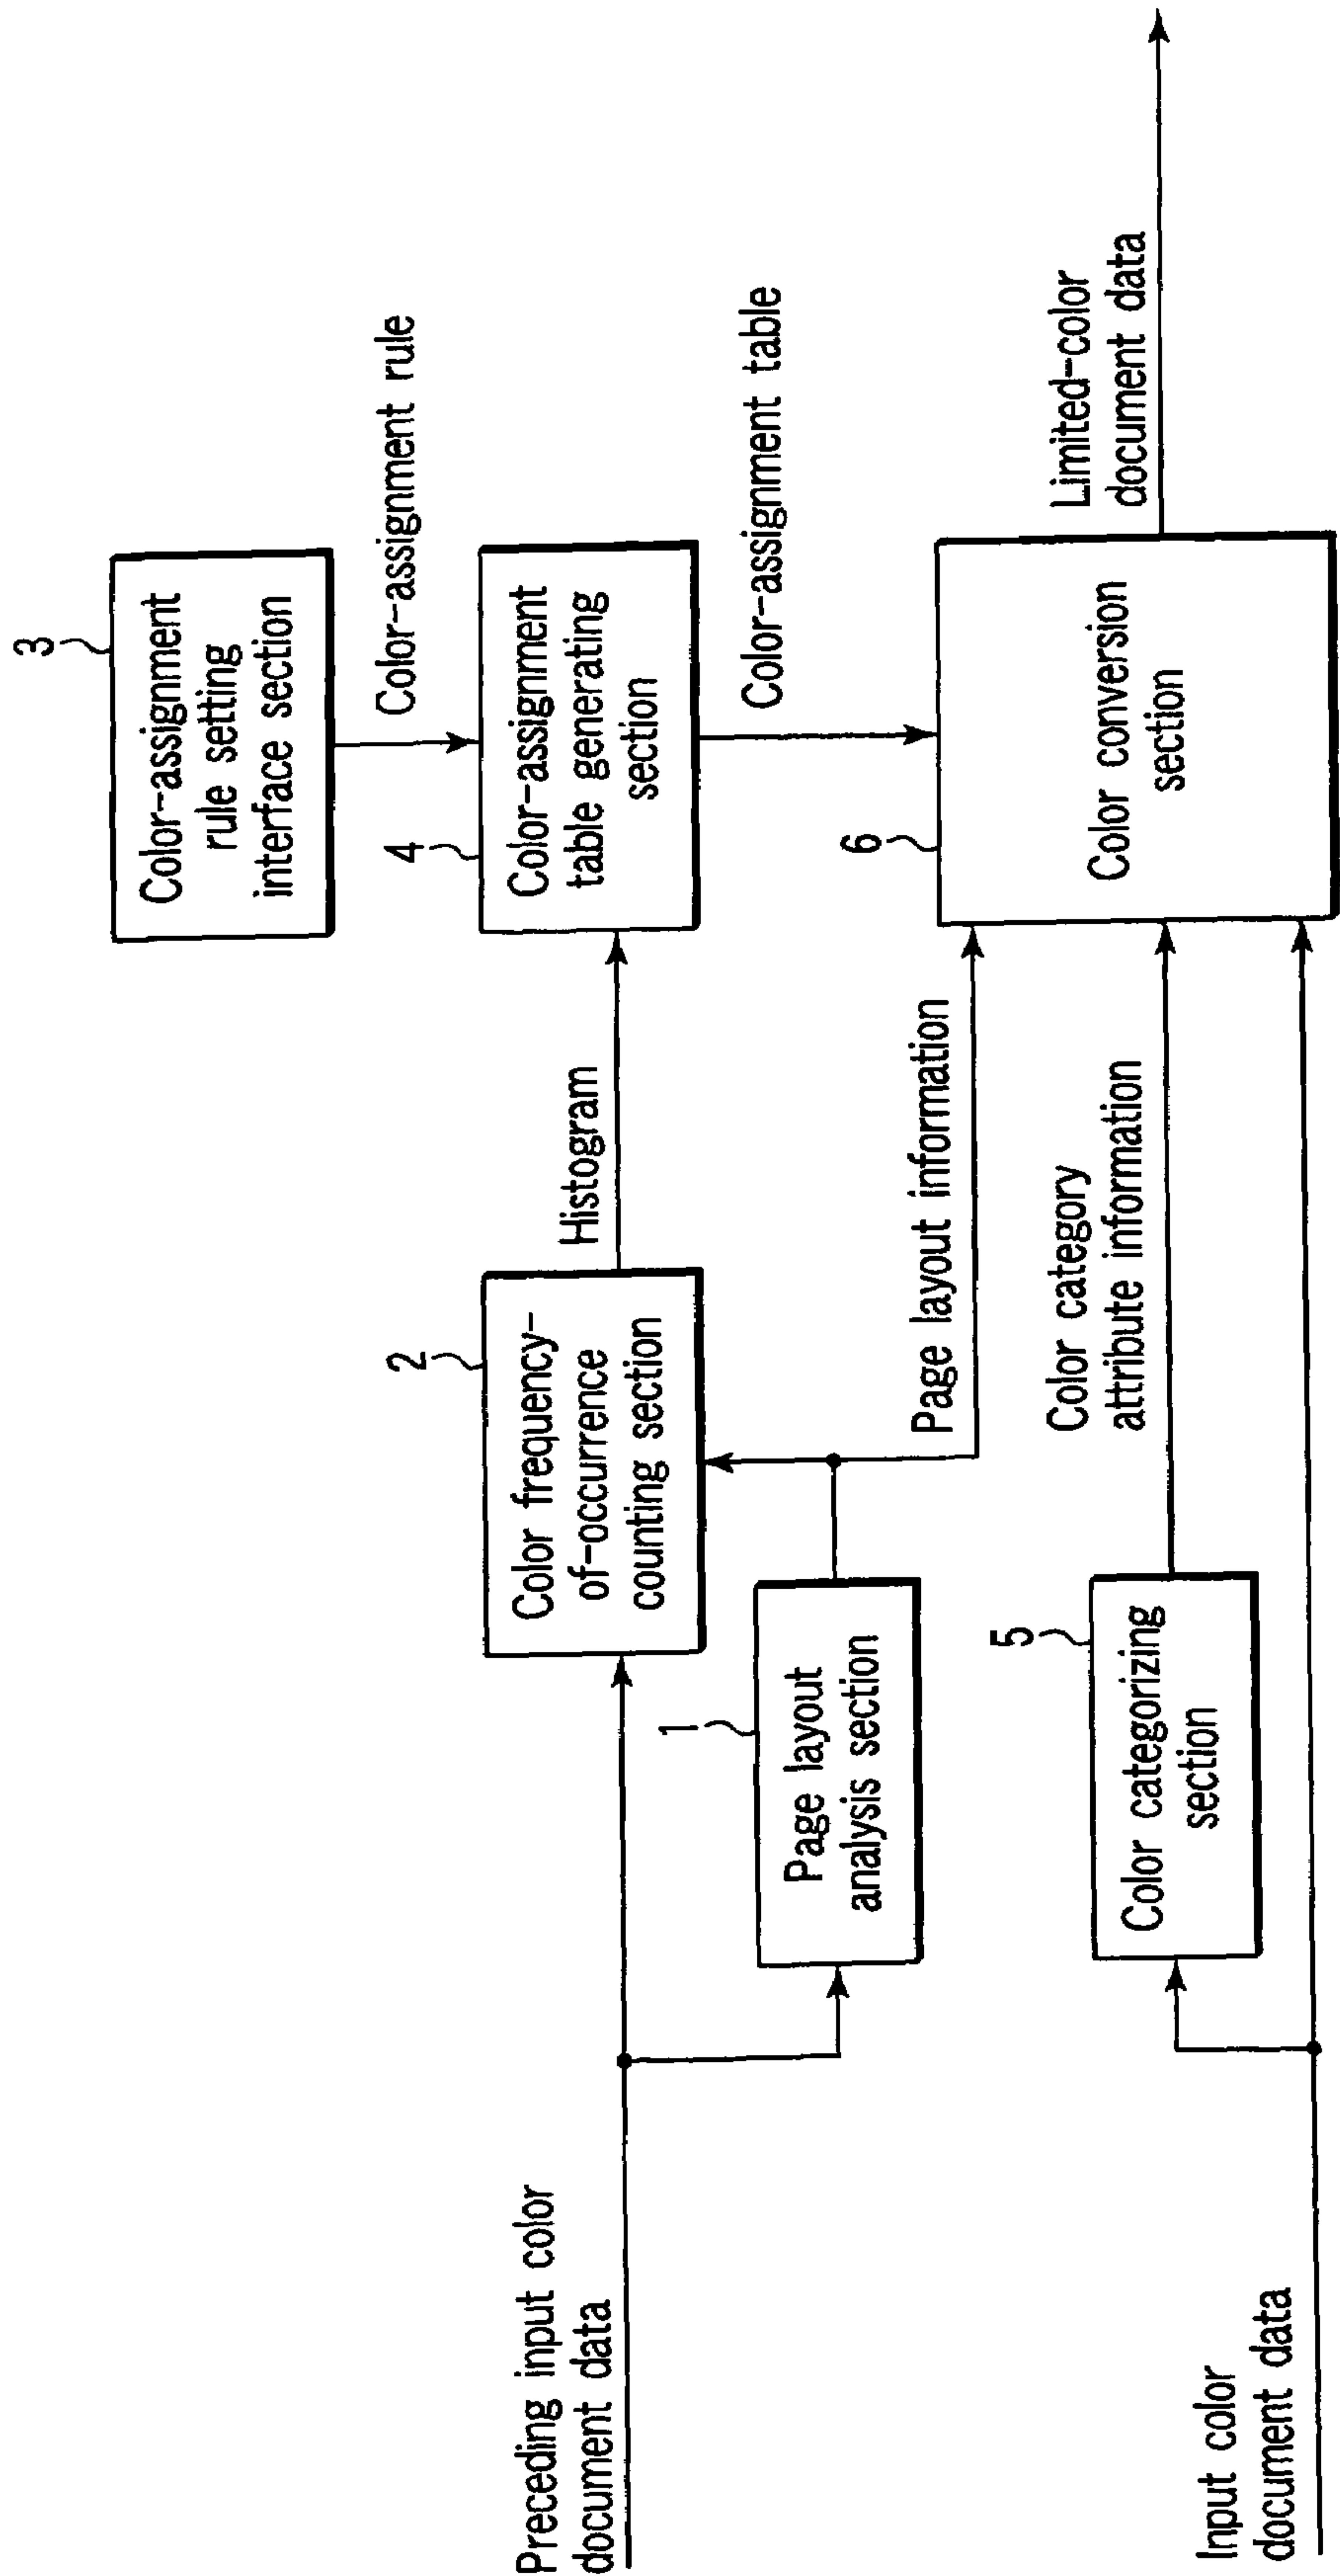 3
Color-assignment
rule setting
interface section
Color-assignment rule
Preceding input color
document data
2
Color frequency-
of-occurrence
counting section
Histogram
4
Color-assignment
table generating
section
Color-assignment table
1
Page layout
analysis section
Page layout information
5
Color categorizing
section
Color category
attribute information
6
Color conversion
section
Limited-color
document data
Input color
document data